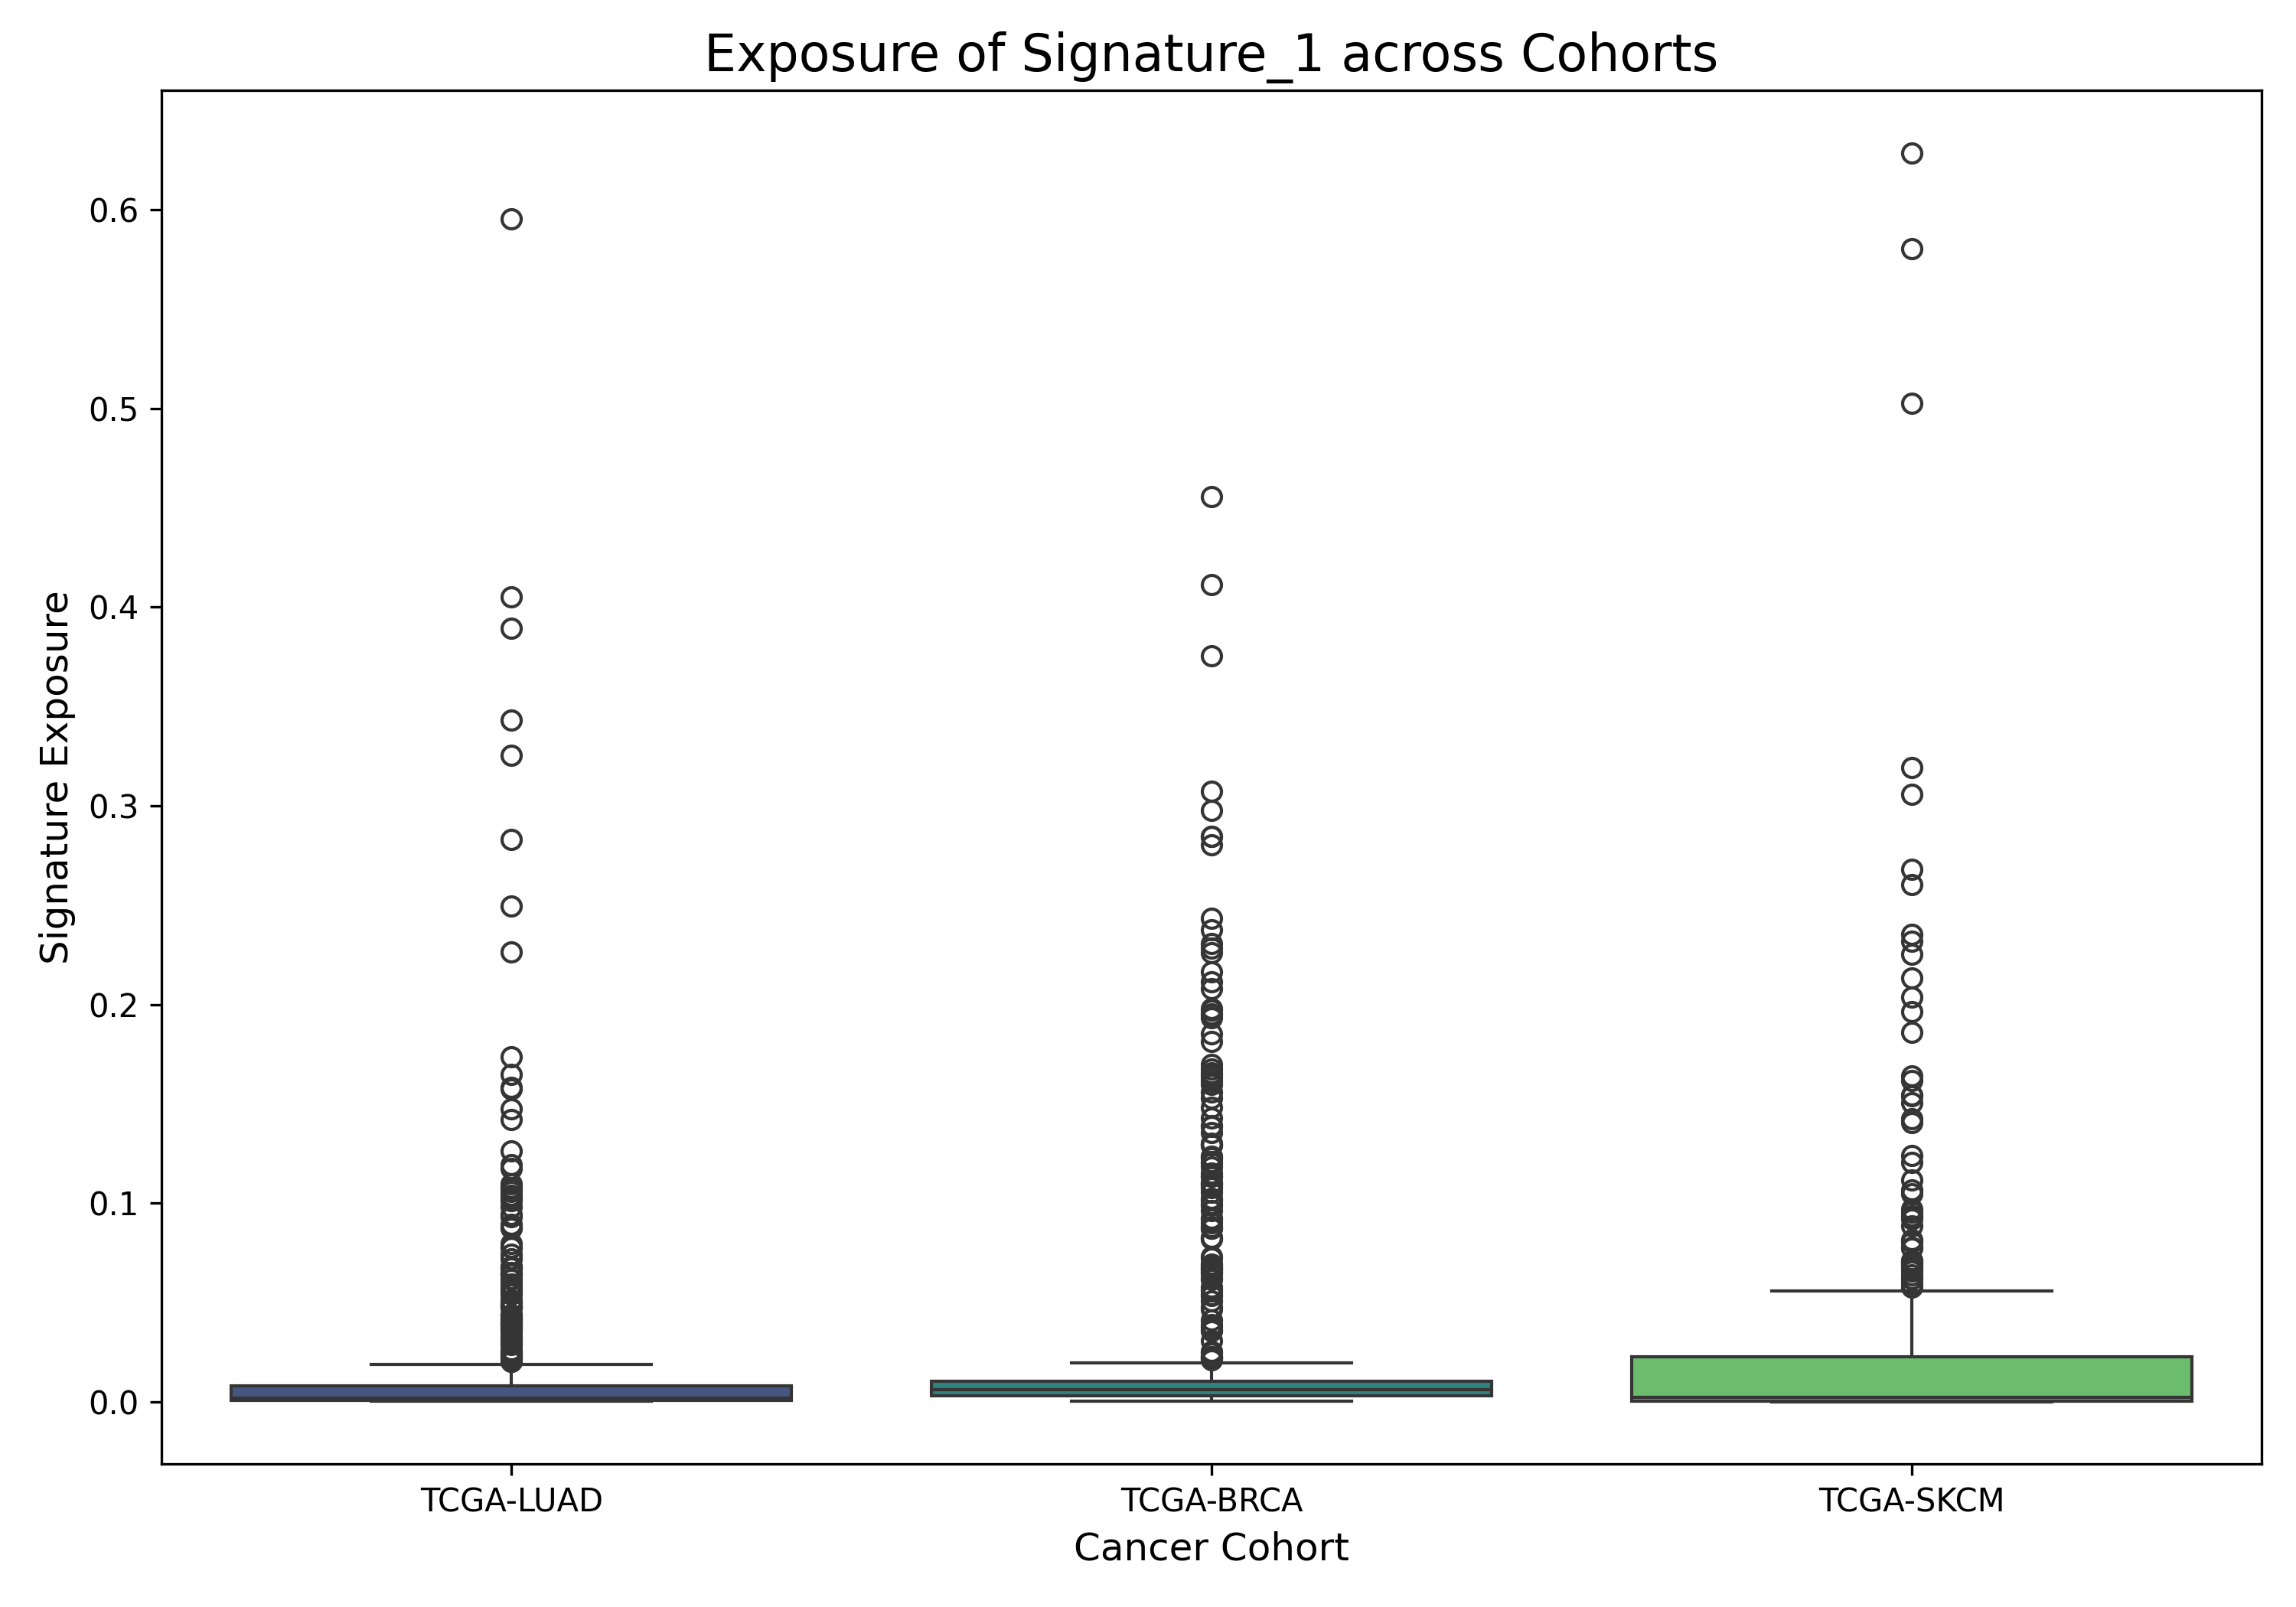 Exposure of Signature_1 across Cohorts
Signature Exposure
0.6
0.5
0.4
0.3
0.2
0.1
0.0
TCGA-LUAD
TCGA-BRCA
TCGA-SKCM
Cancer Cohort